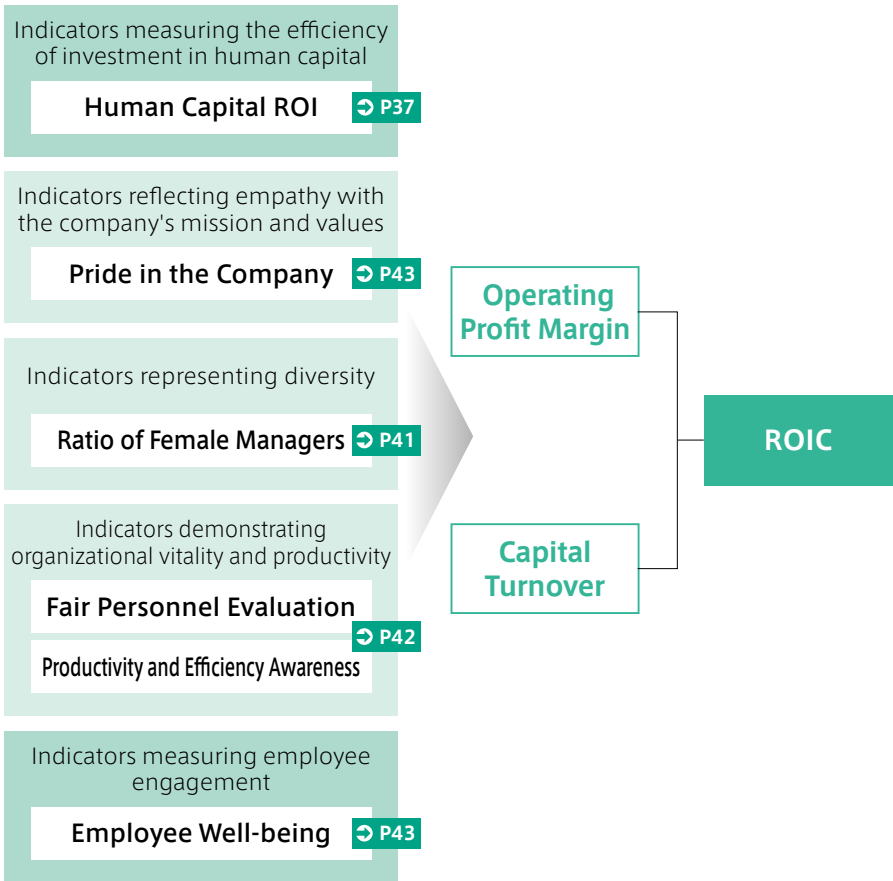 Indicators measuring the efficiency
of investment in human capital
Human Capital ROI
P37
Indicators reflecting empathy with
the company's mission and values
Pride in the Company
P43
Indicators representing diversity
Ratio of Female Managers
P41
Indicators demonstrating
organizational vitality and productivity
Fair Personnel Evaluation
P42
Productivity and Efficiency Awareness
Indicators measuring employee
engagement
Employee Well-being
P43
Operating
Profit Margin
Capital
Turnover
ROIC